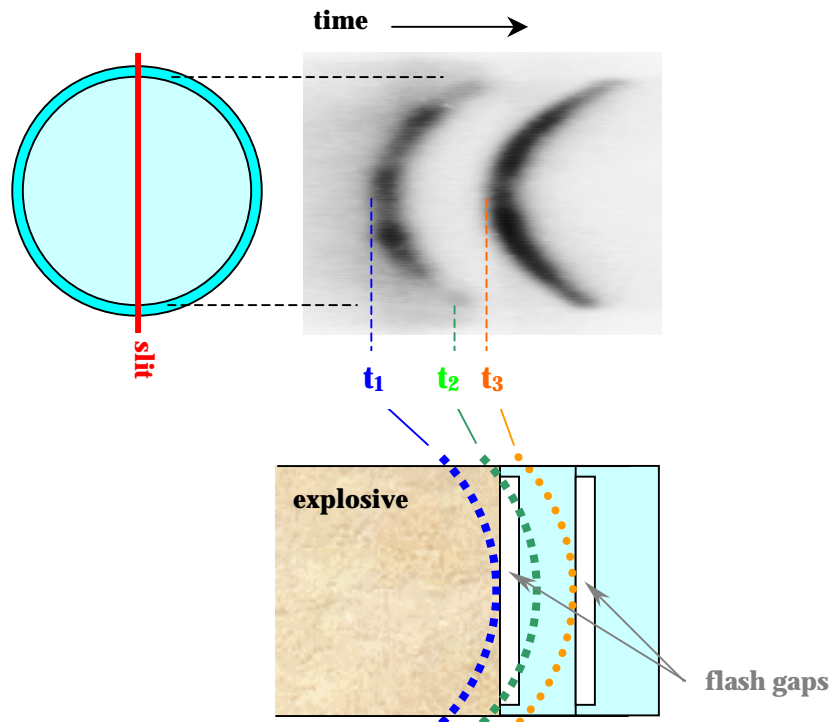 time
slit
t₁
t₂
t₃
explosive
flash gaps